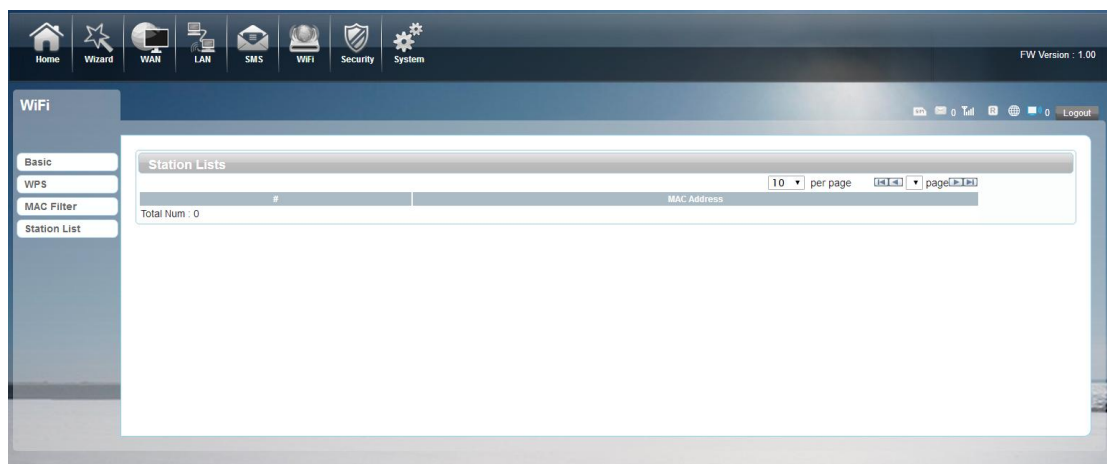 Home Wizard WAN LAN SMS WiFi Security System
FW Version : 1.00
WiFi
0 R 0 Logout
Basic
WPS
MAC Filter
Station List
Station Lists
10 per page page
# MAC Address
Total Num : 0